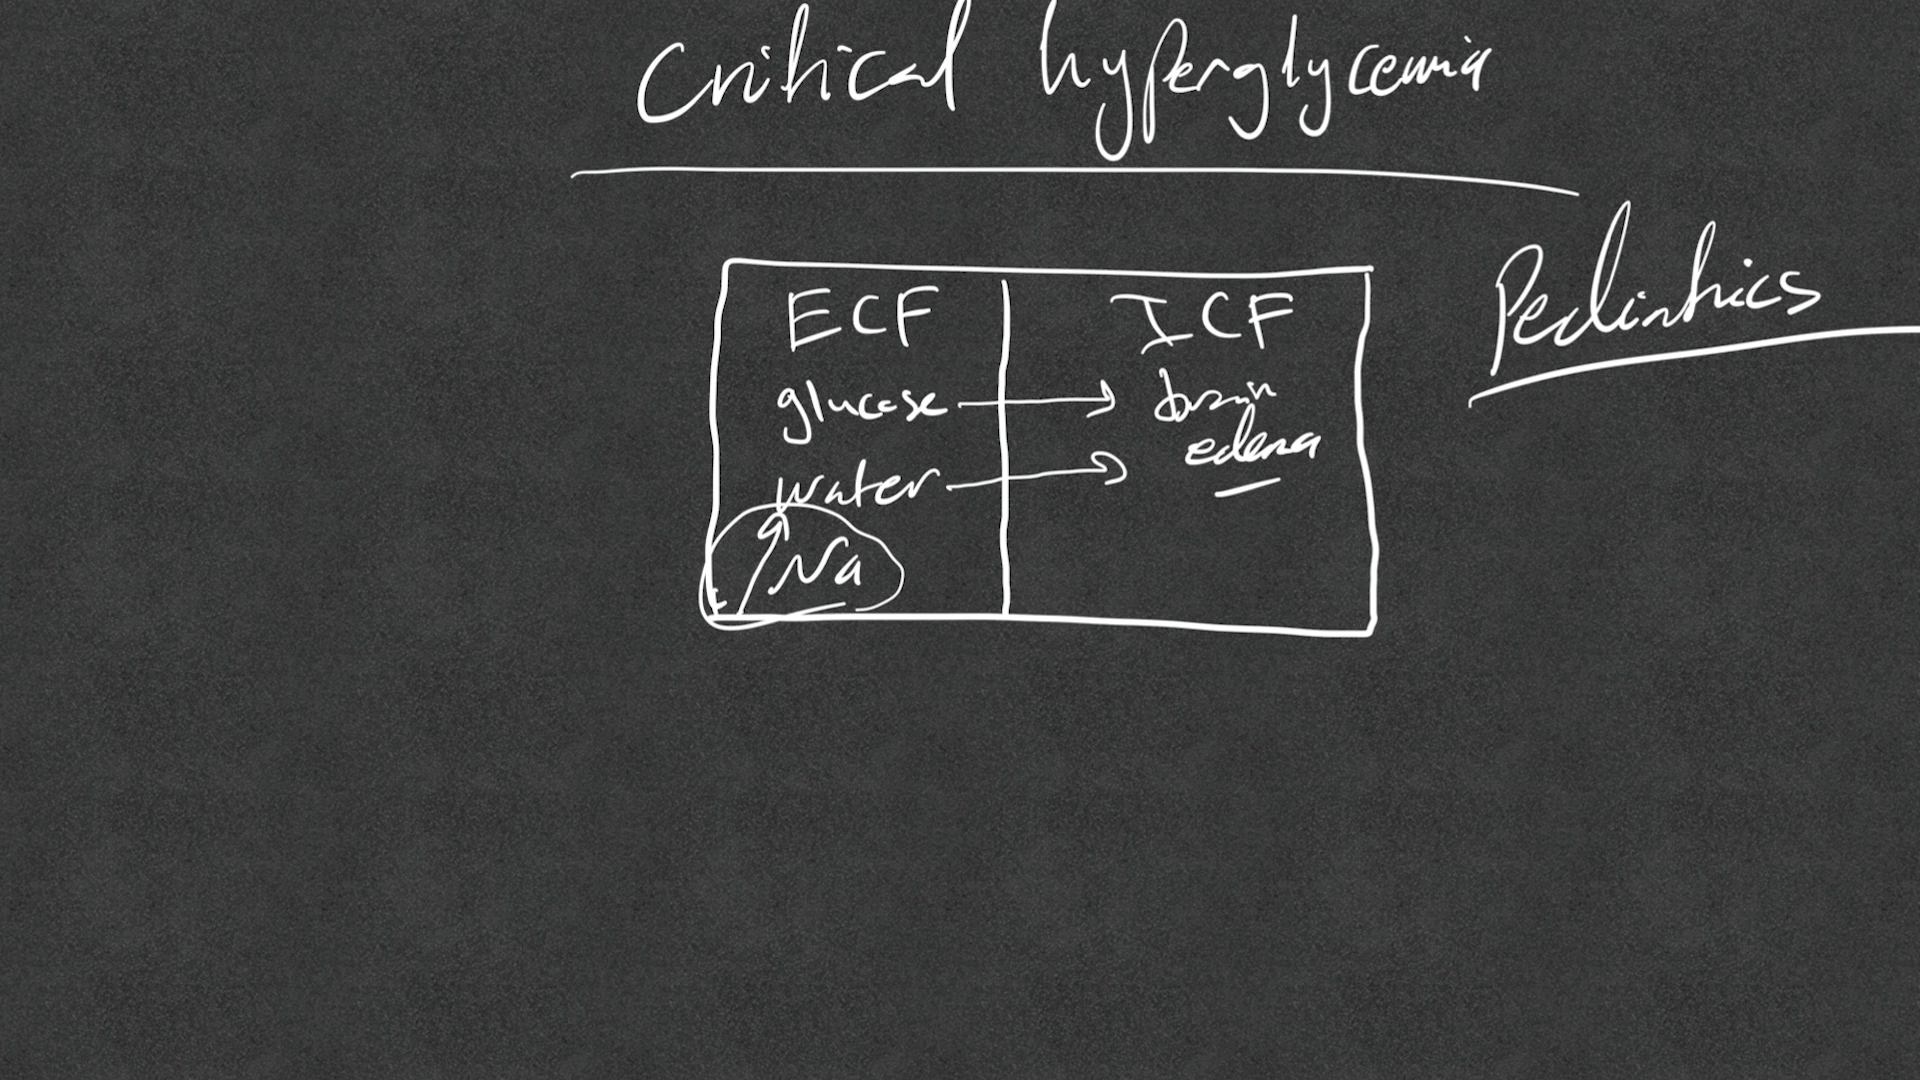 Critical hyperglycemia
Pediatrics
ECF ICF
glucose → brain
edema
water →
↑Na